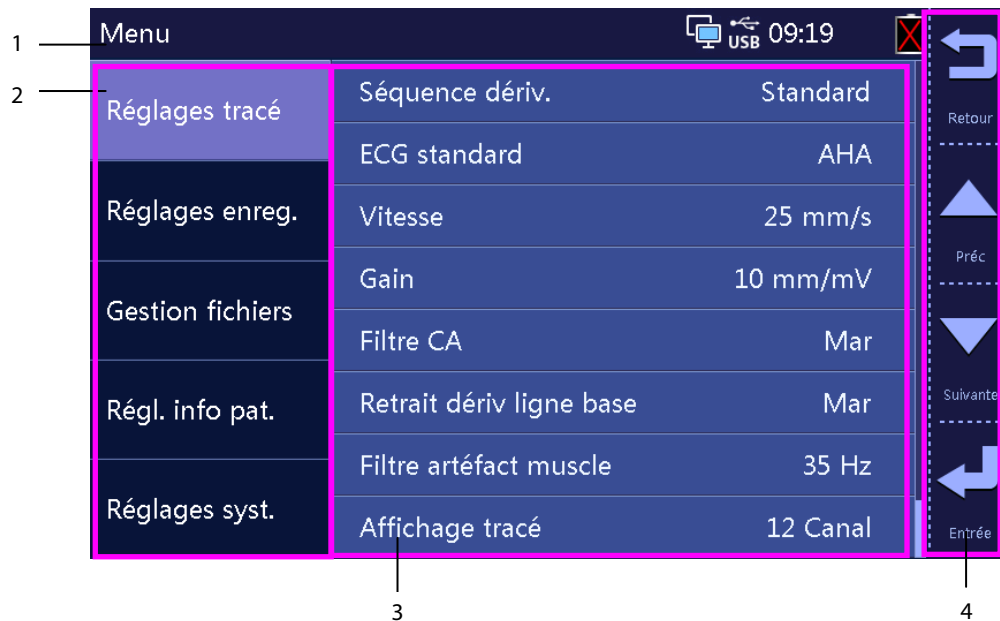 1
Menu
USB 09:19
2
Réglages tracé
Réglages enreg.
Gestion fichiers
Régl. info pat.
Réglages syst.
Séquence dériv. Standard
ECG standard AHA
Vitesse 25 mm/s
Gain 10 mm/mV
Filtre CA Mar
Retrait dériv ligne base Mar
Filtre artéfact muscle 35 Hz
Affichage tracé 12 Canal
Retour
Préc
Suivante
Entrée
3
4